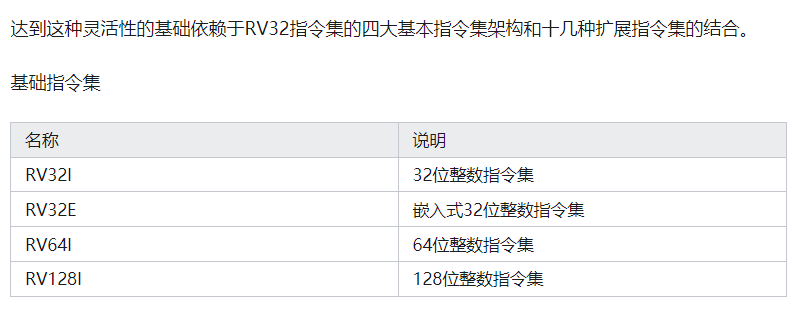 达到这种灵活性的基础依赖于RV32指令集的四大基本指令集架构和十几种扩展指令集的结合。
基础指令集
名称 说明
RV32I 32位整数指令集
RV32E 嵌入式32位整数指令集
RV64I 64位整数指令集
RV128I 128位整数指令集